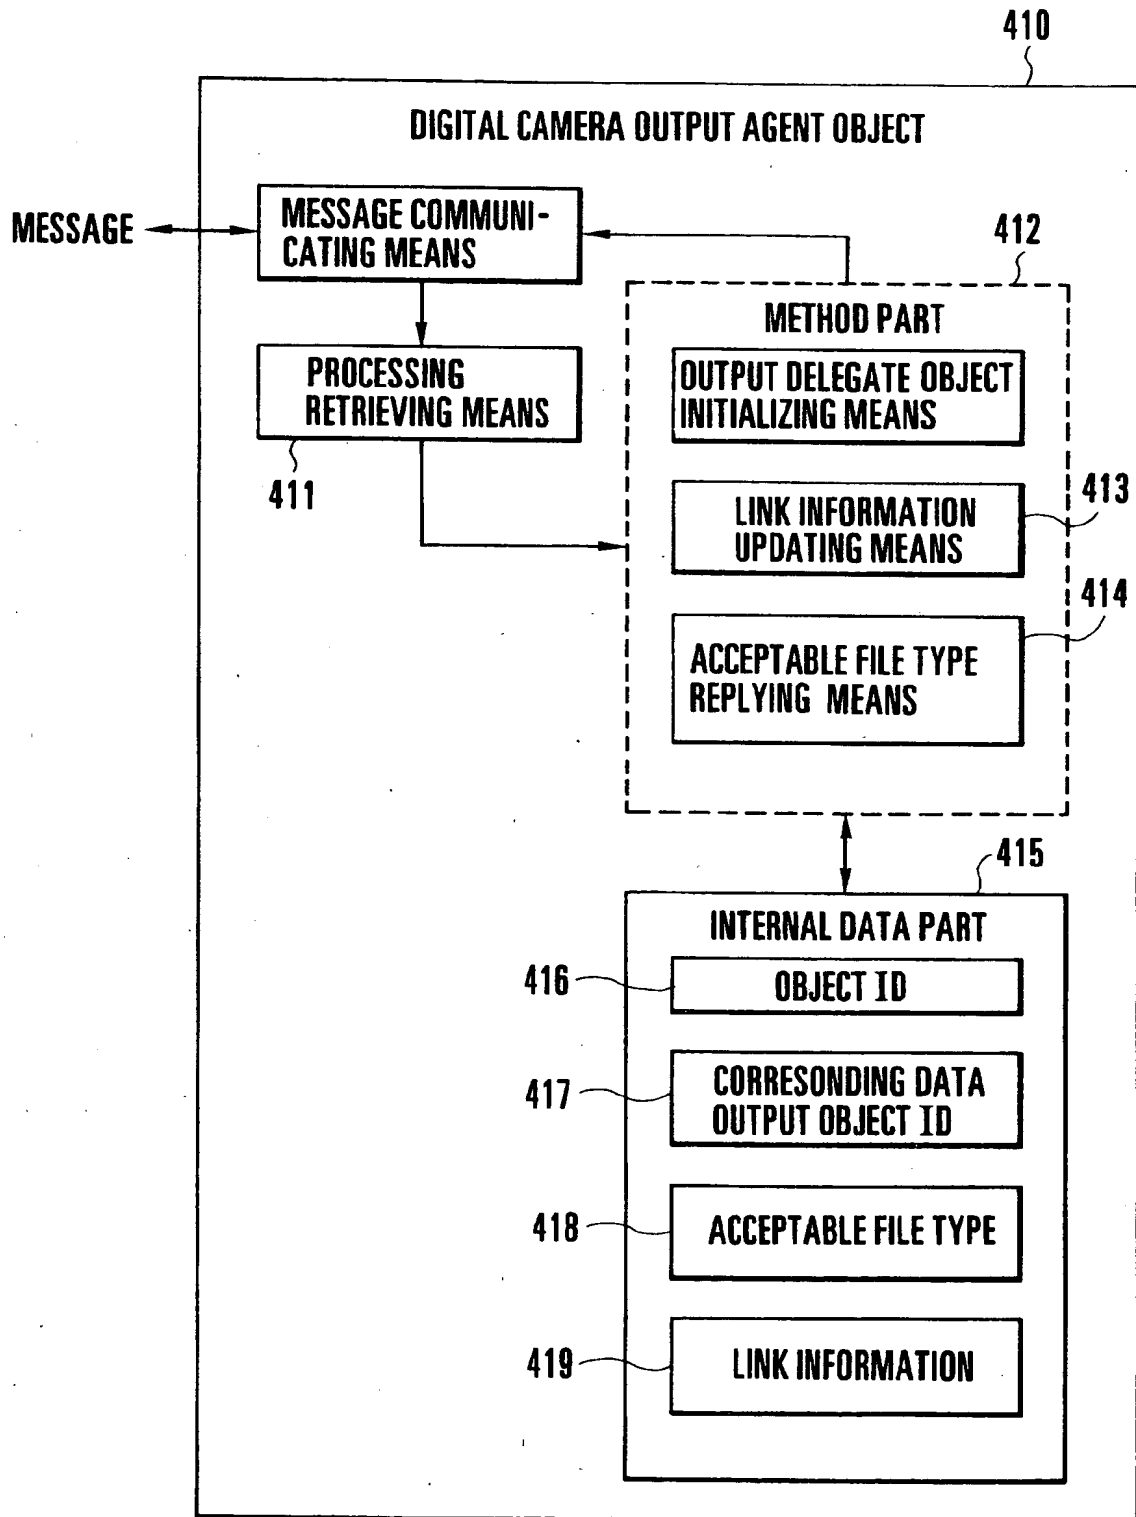 410
DIGITAL CAMERA OUTPUT AGENT OBJECT
MESSAGE
MESSAGE COMMUNI-
CATING MEANS
412
METHOD PART
PROCESSING
RETRIEVING MEANS
411
OUTPUT DELEGATE OBJECT
INITIALIZING MEANS
413
LINK INFORMATION
UPDATING MEANS
414
ACCEPTABLE FILE TYPE
REPLYING MEANS
415
INTERNAL DATA PART
416
OBJECT ID
417
CORRESONDING DATA
OUTPUT OBJECT ID
418
ACCEPTABLE FILE TYPE
419
LINK INFORMATION